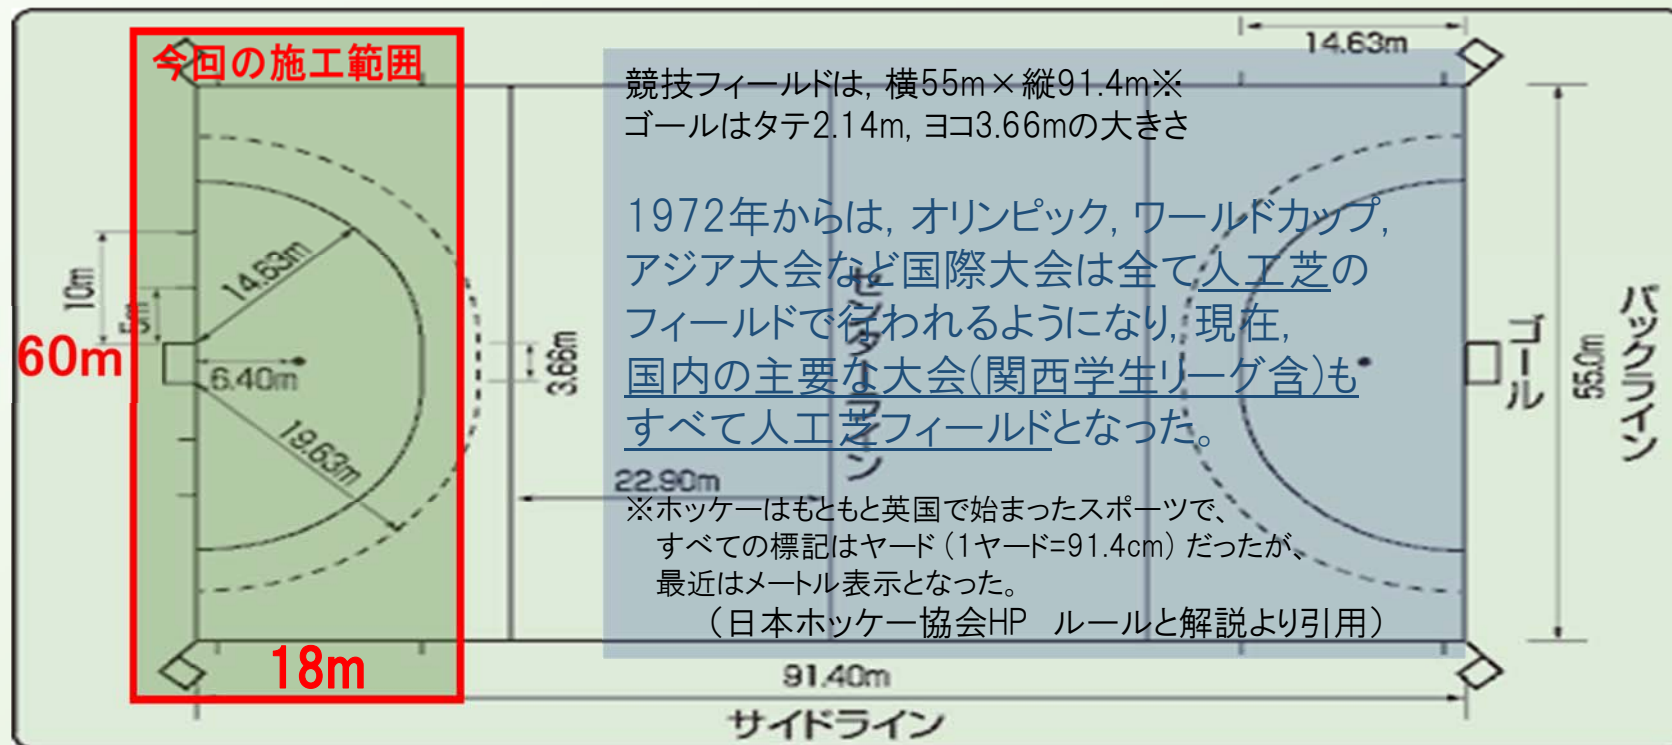 今回の施工範囲
14.63m
競技フィールドは, 横55m×縦91.4m※
ゴールはタテ2.14m, ヨコ3.66mの大きさ
1972年からは, オリンピック, ワールドカップ,
アジア大会など国際大会は全て人工芝の
フィールドで行われるようになり, 現在,
国内の主要な大会(関西学生リーグ含)も
すべて人工芝フィールドとなった。
※ホッケーはもともと英国で始まったスポーツで、
すべての標記はヤード（1ヤード=91.4cm）だったが、
最近はメートル表示となった。
（日本ホッケー協会HP　ルールと解説より引用）
10m
5m
14.63m
60m
6.40m
19.63m
3.66m
センターライン
22.90m
ゴール
55.0m
バックライン
18m
91.40m
サイドライン